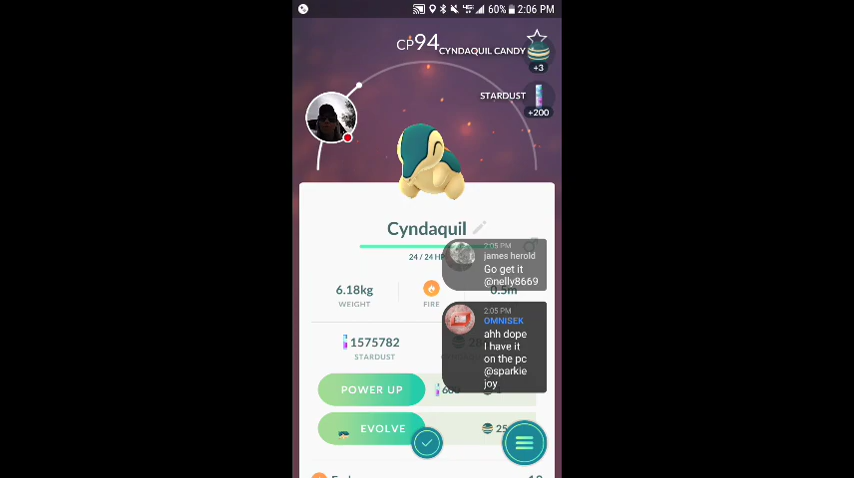 60% 2:06 PM
CP94
CYNDAQUIL CANDY
+3
STARDUST
+200
Cyndaquil
24 / 24 HP
2:05 PM
james herold
Go get it
@nelly8669
6.18kg
WEIGHT
FIRE
0.5m
2:05 PM
OMNISEK
ahh dope
I have it
on the pc
@sparkie
joy
1575782
STARDUST
POWER UP
EVOLVE
25